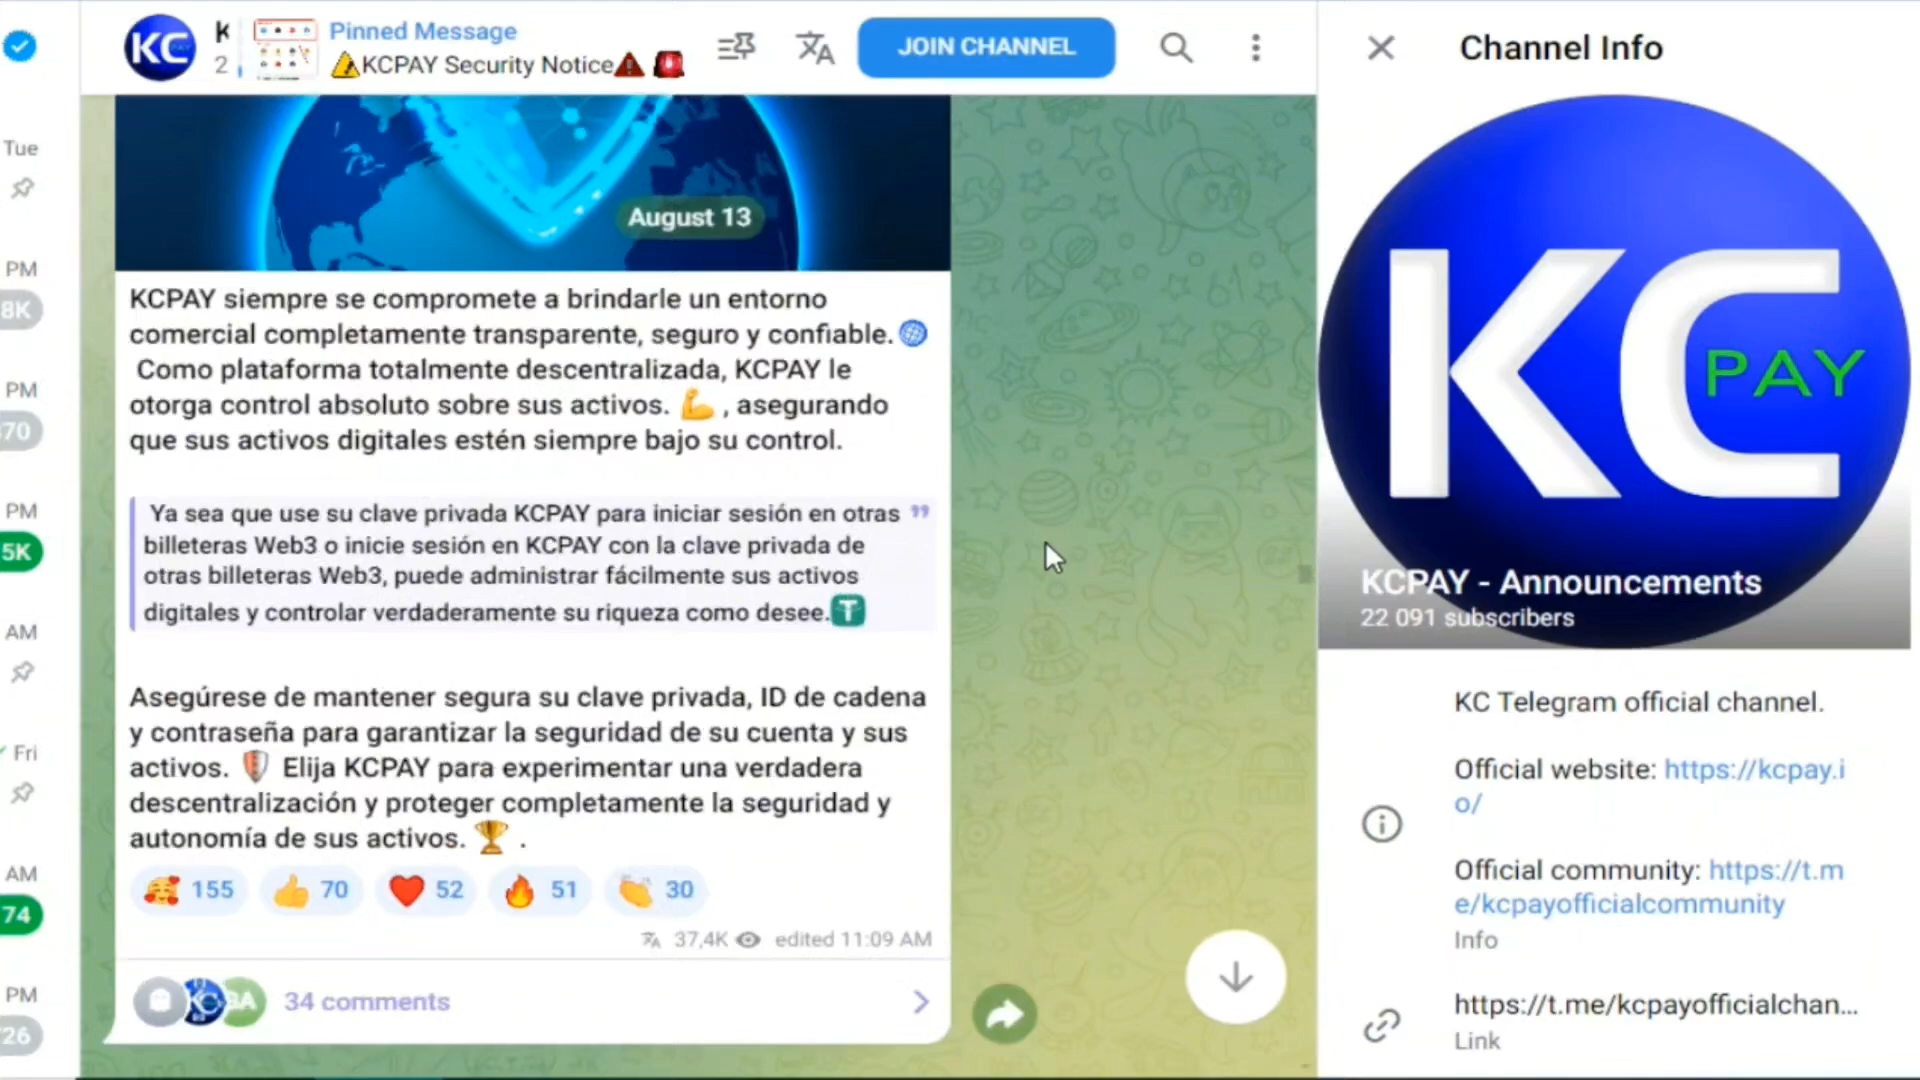 Tue
PM
8K
PM
70
PM
5K
AM
Fri
AM
74
PM
26
KC PAY
K
2
Pinned Message
⚠️KCPAY Security Notice⚠️ 🚨
JOIN CHANNEL
August 13
KCPAY siempre se compromete a brindarle un entorno
comercial completamente transparente, seguro y confiable.🌐
Como plataforma totalmente descentralizada, KCPAY le
otorga control absoluto sobre sus activos. 💪 , asegurando
que sus activos digitales estén siempre bajo su control.
Ya sea que use su clave privada KCPAY para iniciar sesión en otras
billeteras Web3 o inicie sesión en KCPAY con la clave privada de
otras billeteras Web3, puede administrar fácilmente sus activos
digitales y controlar verdaderamente su riqueza como desee.
Asegúrese de mantener segura su clave privada, ID de cadena
y contraseña para garantizar la seguridad de su cuenta y sus
activos. 🛡 Elija KCPAY para experimentar una verdadera
descentralización y proteger completamente la seguridad y
autonomía de sus activos. 🏆 .
🥰 155 👍 70 ❤️ 52 🔥 51 👏 30
37,4K edited 11:09 AM
34 comments
Channel Info
KC PAY
KCPAY - Announcements
22 091 subscribers
KC Telegram official channel.
Official website: https://kcpay.i
o/
Official community: https://t.m
e/kcpayofficialcommunity
Info
https://t.me/kcpayofficialchan...
Link